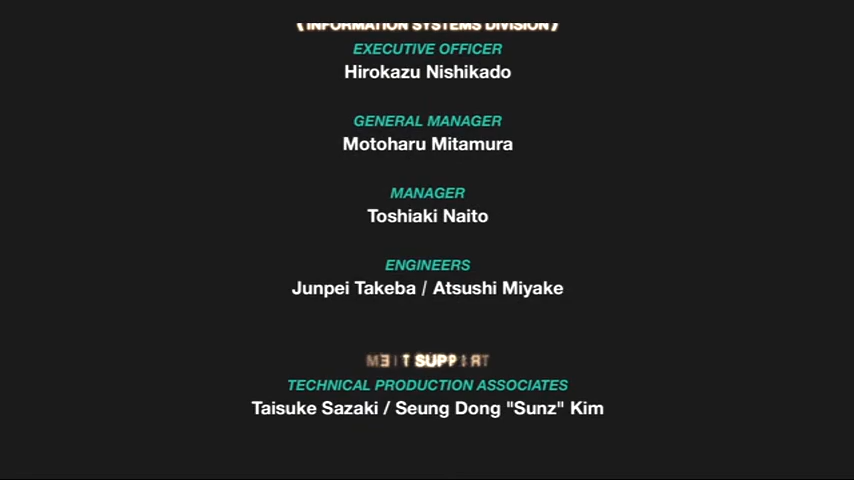 (INFORMATION SYSTEMS DIVISION)
EXECUTIVE OFFICER
Hirokazu Nishikado
GENERAL MANAGER
Motoharu Mitamura
MANAGER
Toshiaki Naito
ENGINEERS
Junpei Takeba / Atsushi Miyake
TECHNICAL PRODUCTION ASSOCIATES
Taisuke Sazaki / Seung Dong "Sunz" Kim